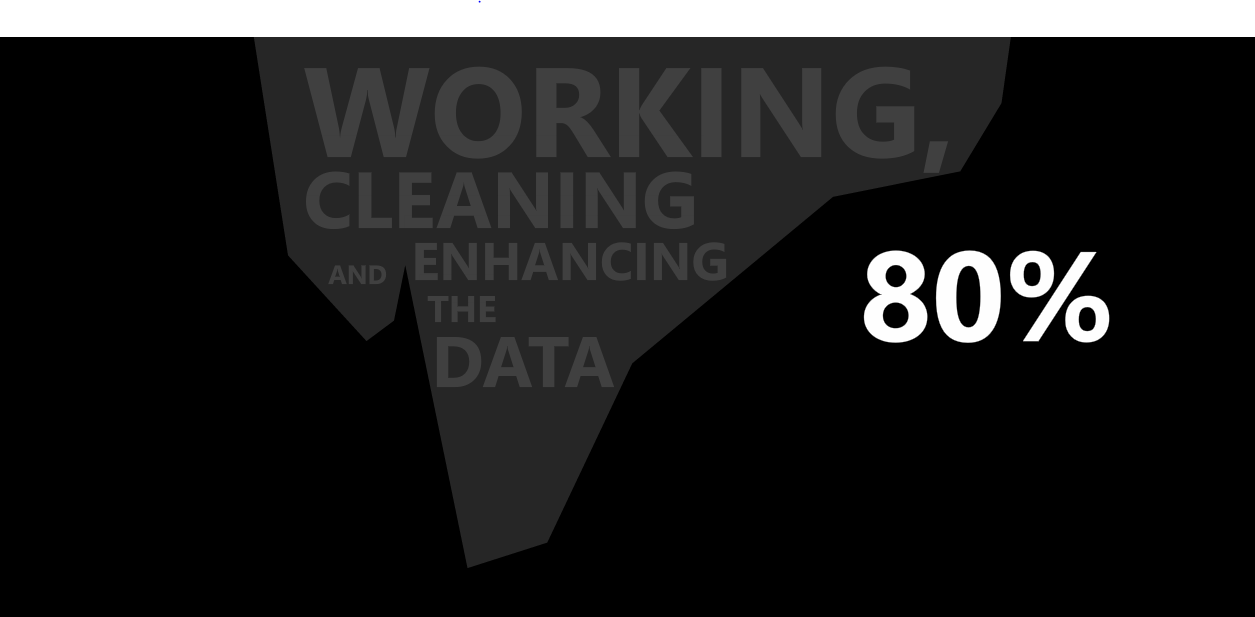 WORKING,
CLEANING
AND ENHANCING
THE
DATA
80%